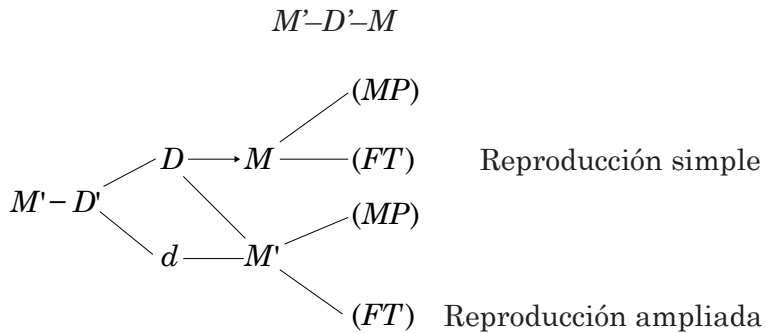 M’–D’–M
(MP)
D M (FT) Reproducción simple
M'–D' (MP)
d M'
(FT) Reproducción ampliada